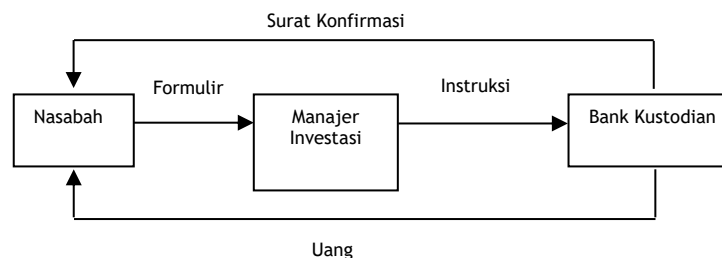 Surat Konfirmasi
Formulir
Instruksi
Nasabah
Manajer
Investasi
Bank Kustodian
Uang